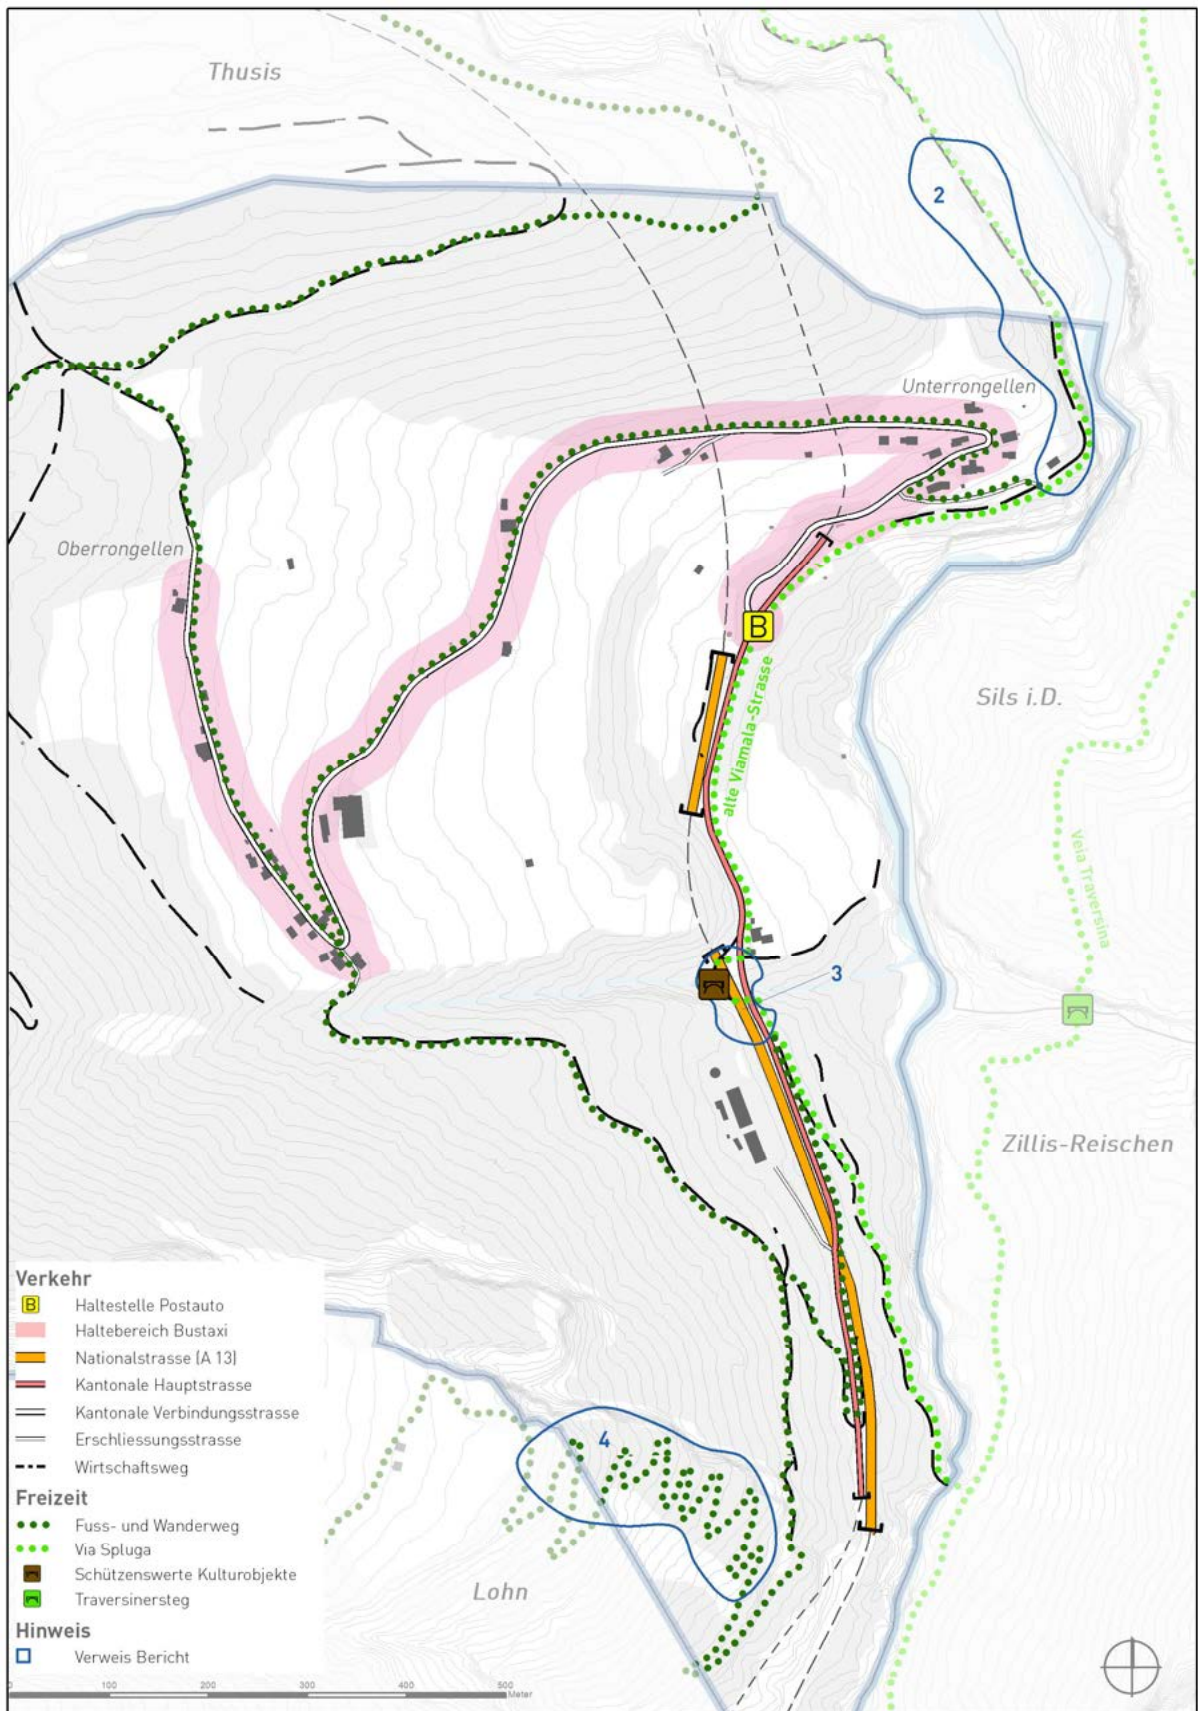 Thusis
2
Unterrongellen
Oberrongellen
B
alte Viamala-Strasse
Sils i.D.
Veia Traversina
3
Zillis-Reischen
Verkehr
B Haltestelle Postauto
Haltebereich Bustaxi
Nationalstrasse (A 13)
Kantonale Hauptstrasse
Kantonale Verbindungsstrasse
Erschliessungsstrasse
Wirtschaftsweg
Freizeit
Fuss- und Wanderweg
Via Spluga
Schützenswerte Kulturobjekte
Traversinersteg
Hinweis
Verweis Bericht
4
Lohn
0 100 200 300 400 500
Meter